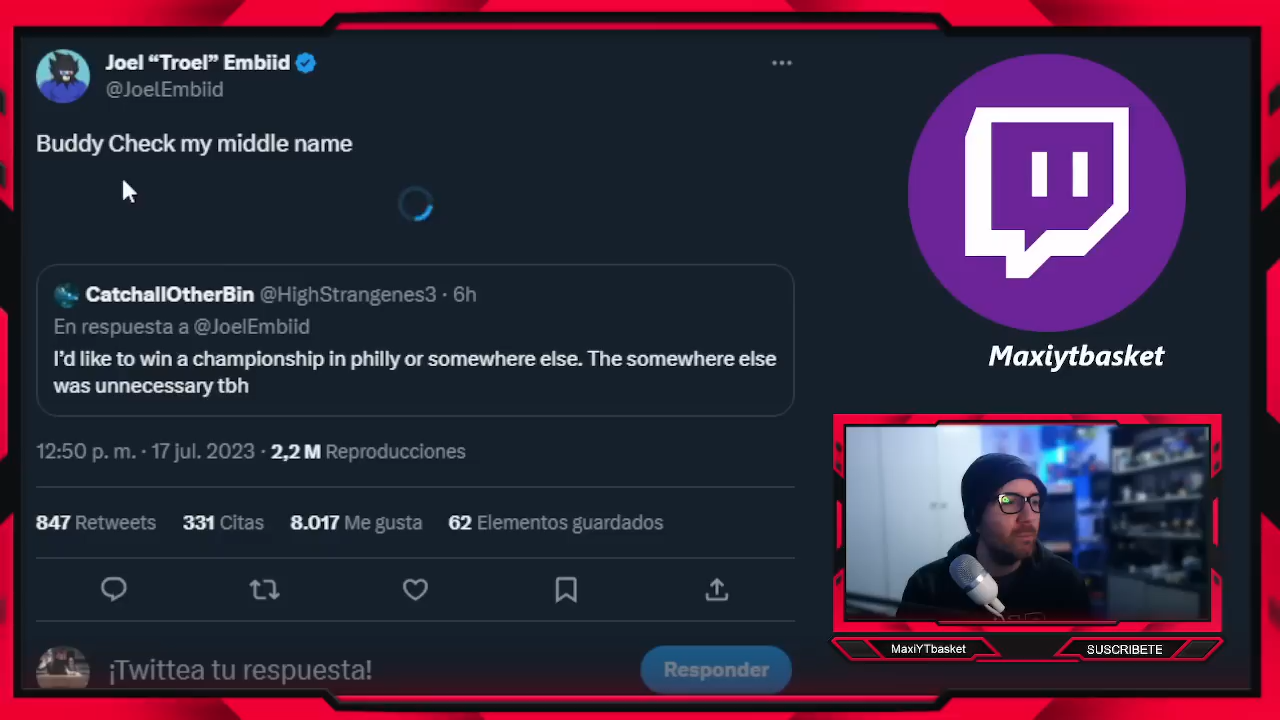 Joel “Troel” Embiid
@JoelEmbiid
Buddy Check my middle name
CatchallOtherBin @HighStrangenes3 · 6h
En respuesta a @JoelEmbiid
I’d like to win a championship in philly or somewhere else. The somewhere else
was unnecessary tbh
12:50 p. m. · 17 jul. 2023 · 2,2 M Reproducciones
847 Retweets 331 Citas 8.017 Me gusta 62 Elementos guardados
¡Twittea tu respuesta!
Responder
Maxiytbasket
MaxiYTbasket
SUSCRIBETE